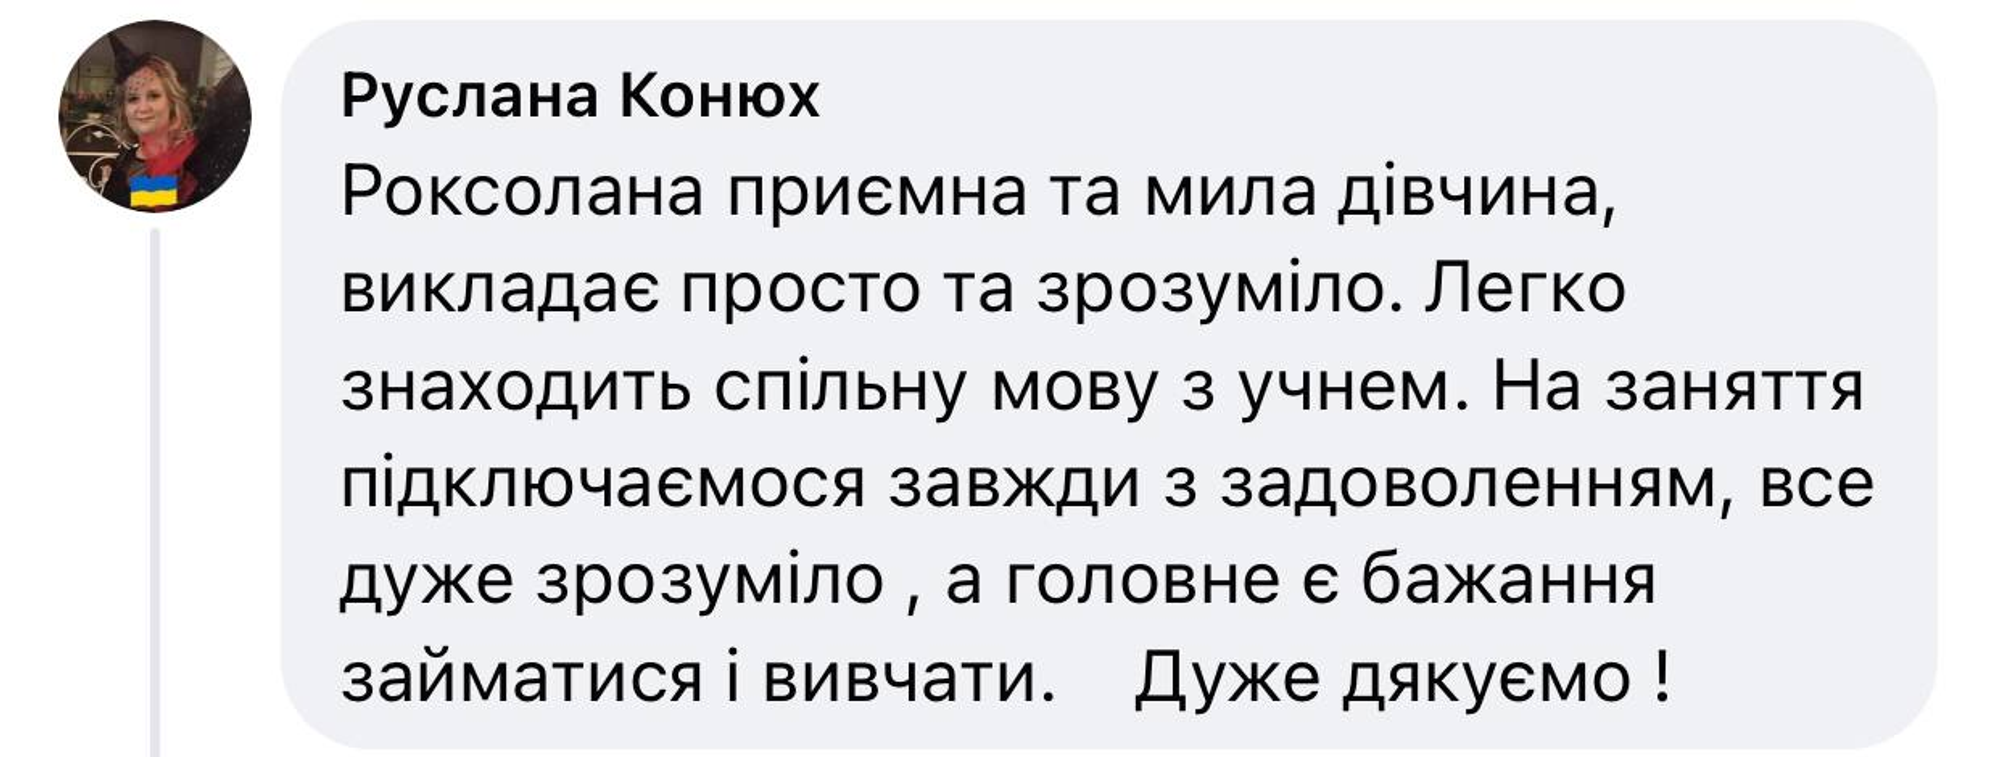 Руслана Конюх
Роксолана приємна та мила дівчина,
викладає просто та зрозуміло. Легко
знаходить спільну мову з учнем. На заняття
підключаємося завжди з задоволенням, все
дуже зрозуміло , а головне є бажання
займатися і вивчати.    Дуже дякуємо !